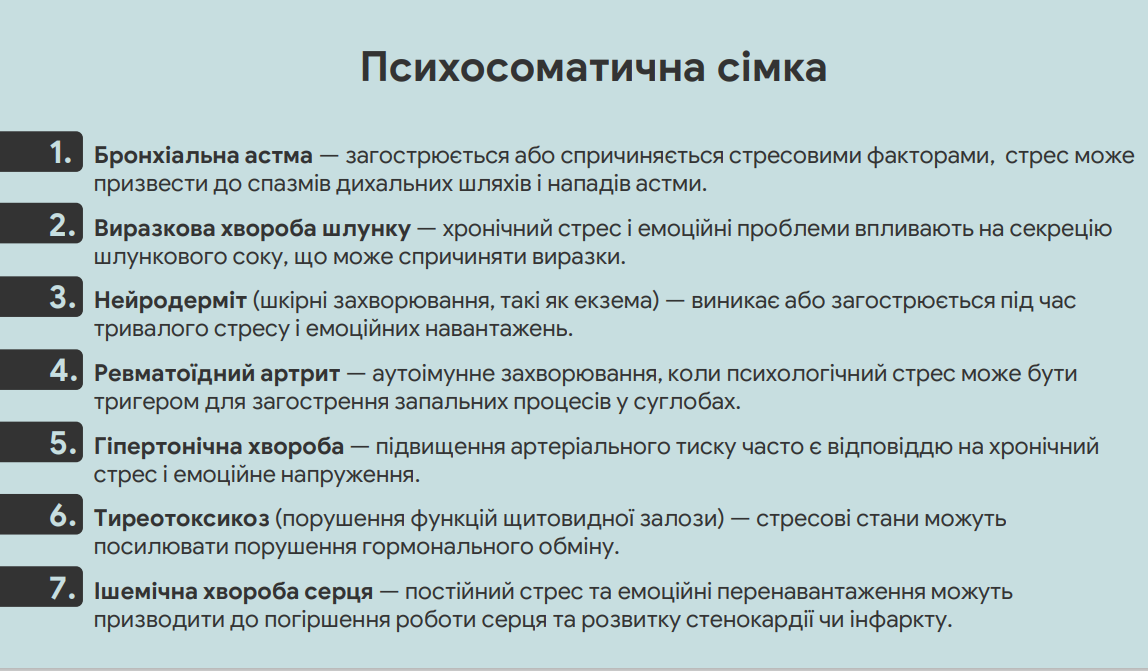 Психосоматична сімка
1. Бронхіальна астма — загострюється або спричиняється стресовими факторами, стрес може
призвести до спазмів дихальних шляхів і нападів астми.
2. Виразкова хвороба шлунку — хронічний стрес і емоційні проблеми впливають на секрецію
шлункового соку, що може спричиняти виразки.
3. Нейродерміт (шкірні захворювання, такі як екзема) — виникає або загострюється під час
тривалого стресу і емоційних навантажень.
4. Ревматоїдний артрит — аутоімунне захворювання, коли психологічний стрес може бути
тригером для загострення запальних процесів у суглобах.
5. Гіпертонічна хвороба — підвищення артеріального тиску часто є відповіддю на хронічний
стрес і емоційне напруження.
6. Тиреотоксикоз (порушення функцій щитовидної залози) — стресові стани можуть
посилювати порушення гормонального обміну.
7. Ішемічна хвороба серця — постійний стрес та емоційні перенавантаження можуть
призводити до погіршення роботи серця та розвитку стенокардії чи інфаркту.